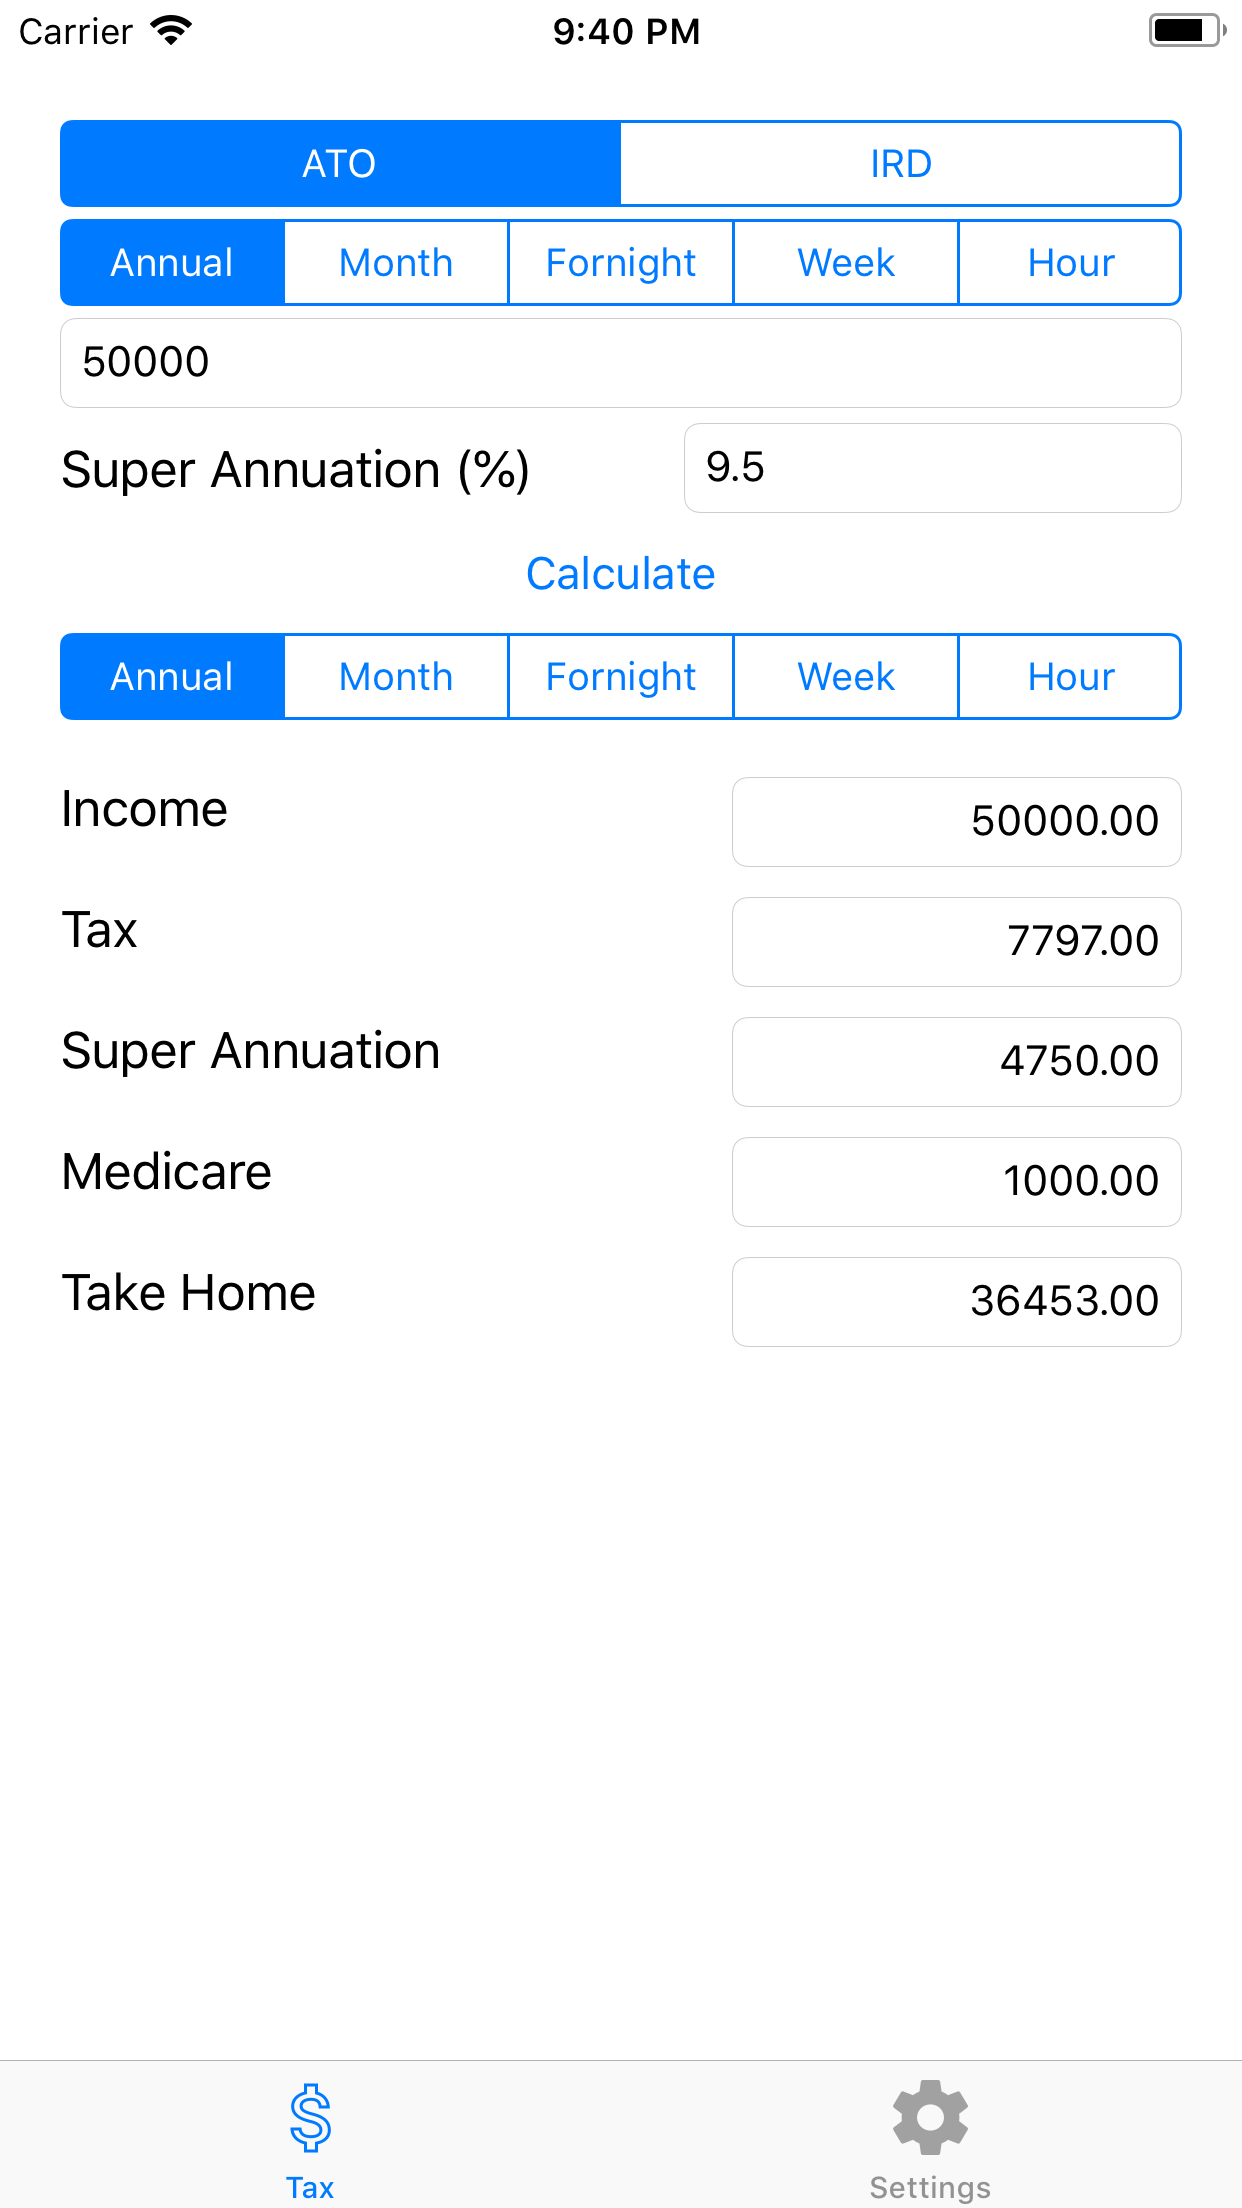 Carrier 9:40 PM
ATO IRD
Annual Month Fornight Week Hour
50000
Super Annuation (%) 9.5
Calculate
Annual Month Fornight Week Hour
Income 50000.00
Tax 7797.00
Super Annuation 4750.00
Medicare 1000.00
Take Home 36453.00
Tax Settings